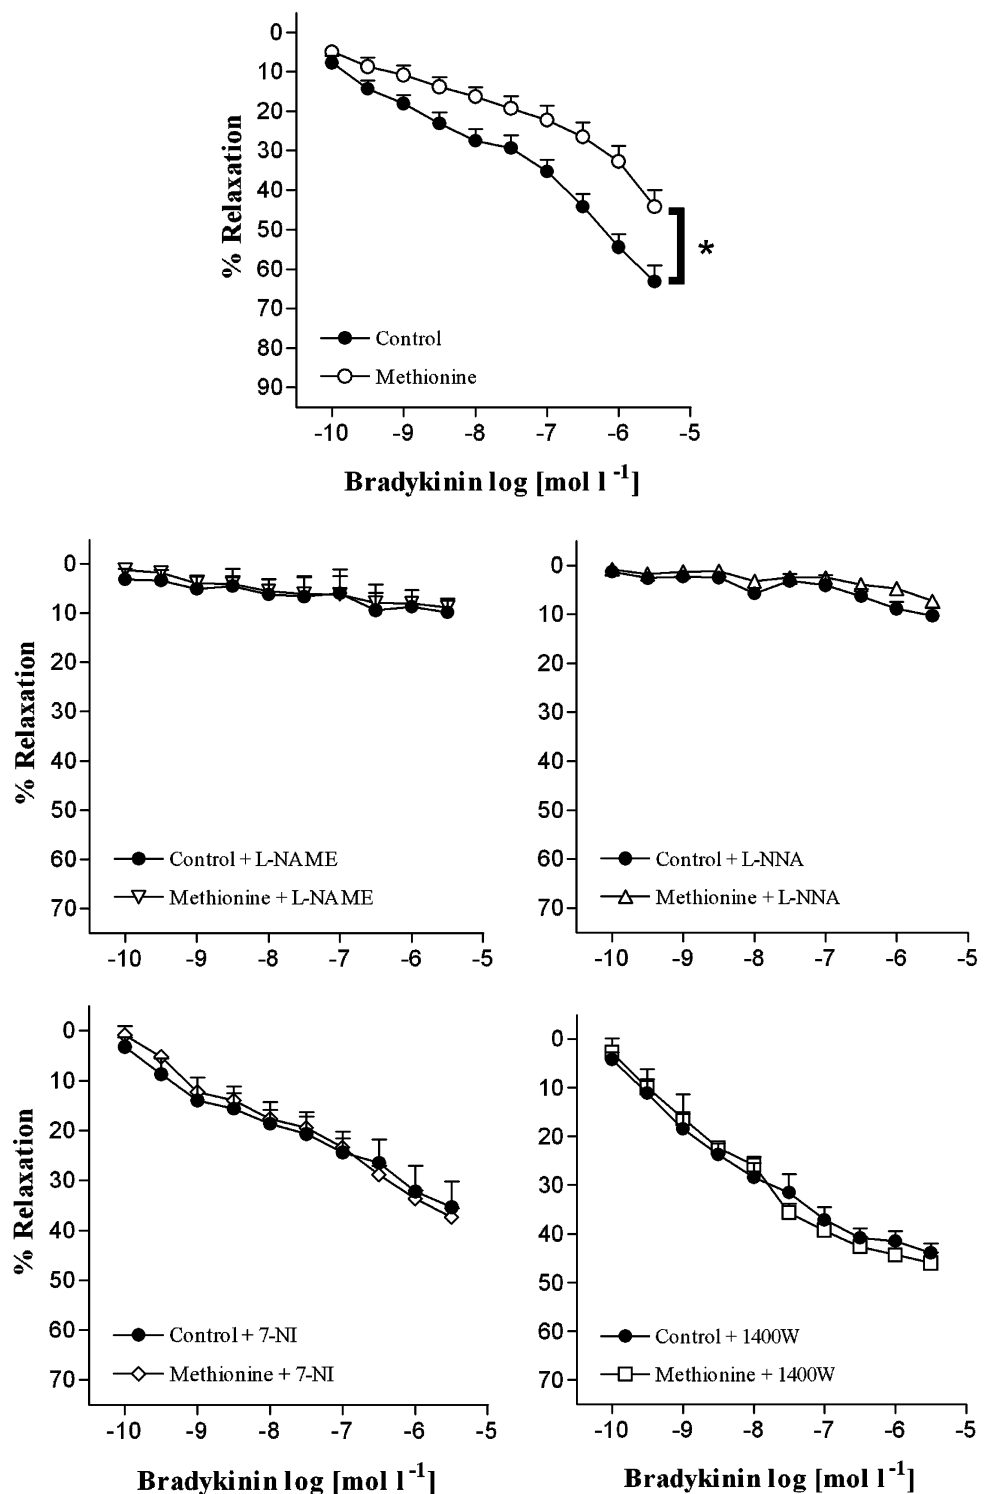 0
10
20
30
40
50
60
70
80
90
% Relaxation
*
Control
Methionine
-10 -9 -8 -7 -6 -5
Bradykinin log [mol l -1]
0
10
20
30
40
50
60
70
% Relaxation
Control + L-NAME
Methionine + L-NAME
-10 -9 -8 -7 -6 -5
0
10
20
30
40
50
60
70
Control + L-NNA
Methionine + L-NNA
-10 -9 -8 -7 -6 -5
0
10
20
30
40
50
60
70
% Relaxation
Control + 7-NI
Methionine + 7-NI
-10 -9 -8 -7 -6 -5
Bradykinin log [mol l -1]
0
10
20
30
40
50
60
70
Control + 1400W
Methionine + 1400W
-10 -9 -8 -7 -6 -5
Bradykinin log [mol l -1]